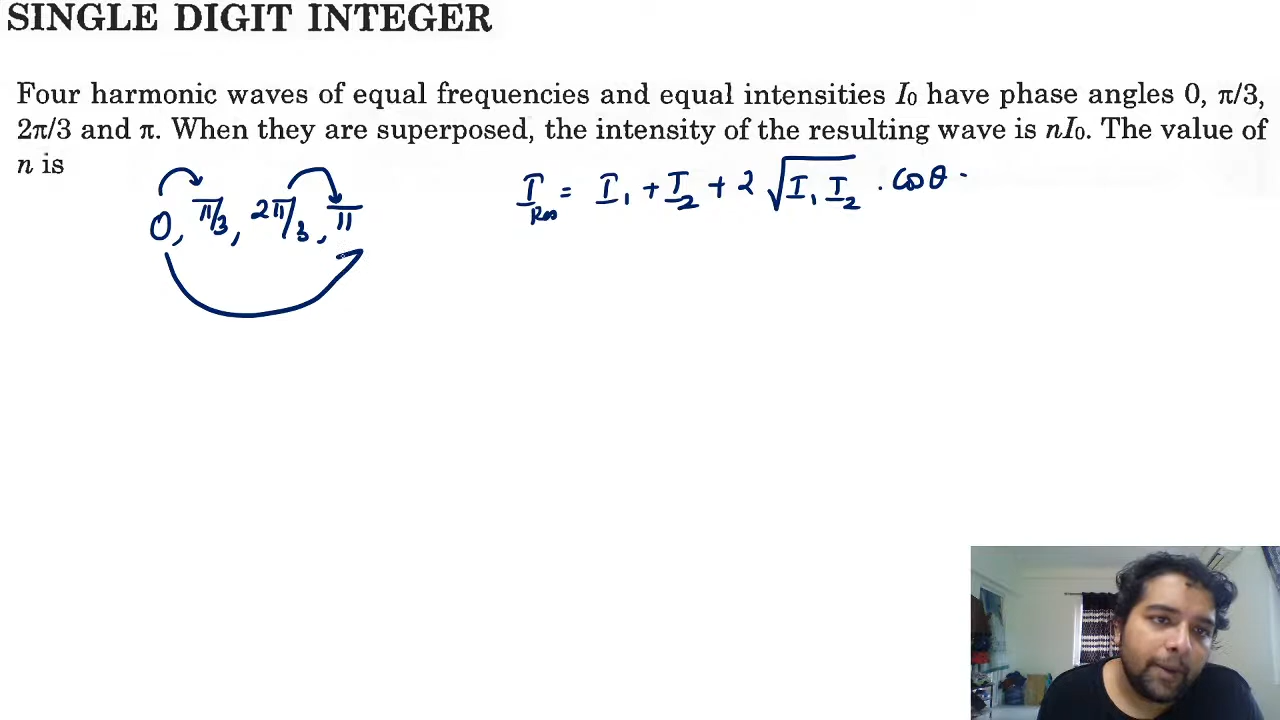 SINGLE DIGIT INTEGER
Four harmonic waves of equal frequencies and equal intensities I₀ have phase angles 0, π/3,
2π/3 and π. When they are superposed, the intensity of the resulting wave is nI₀. The value of
n is
0, π/3, 2π/3, π
I_Res = I₁ + I₂ + 2 √(I₁ I₂) . cos θ .